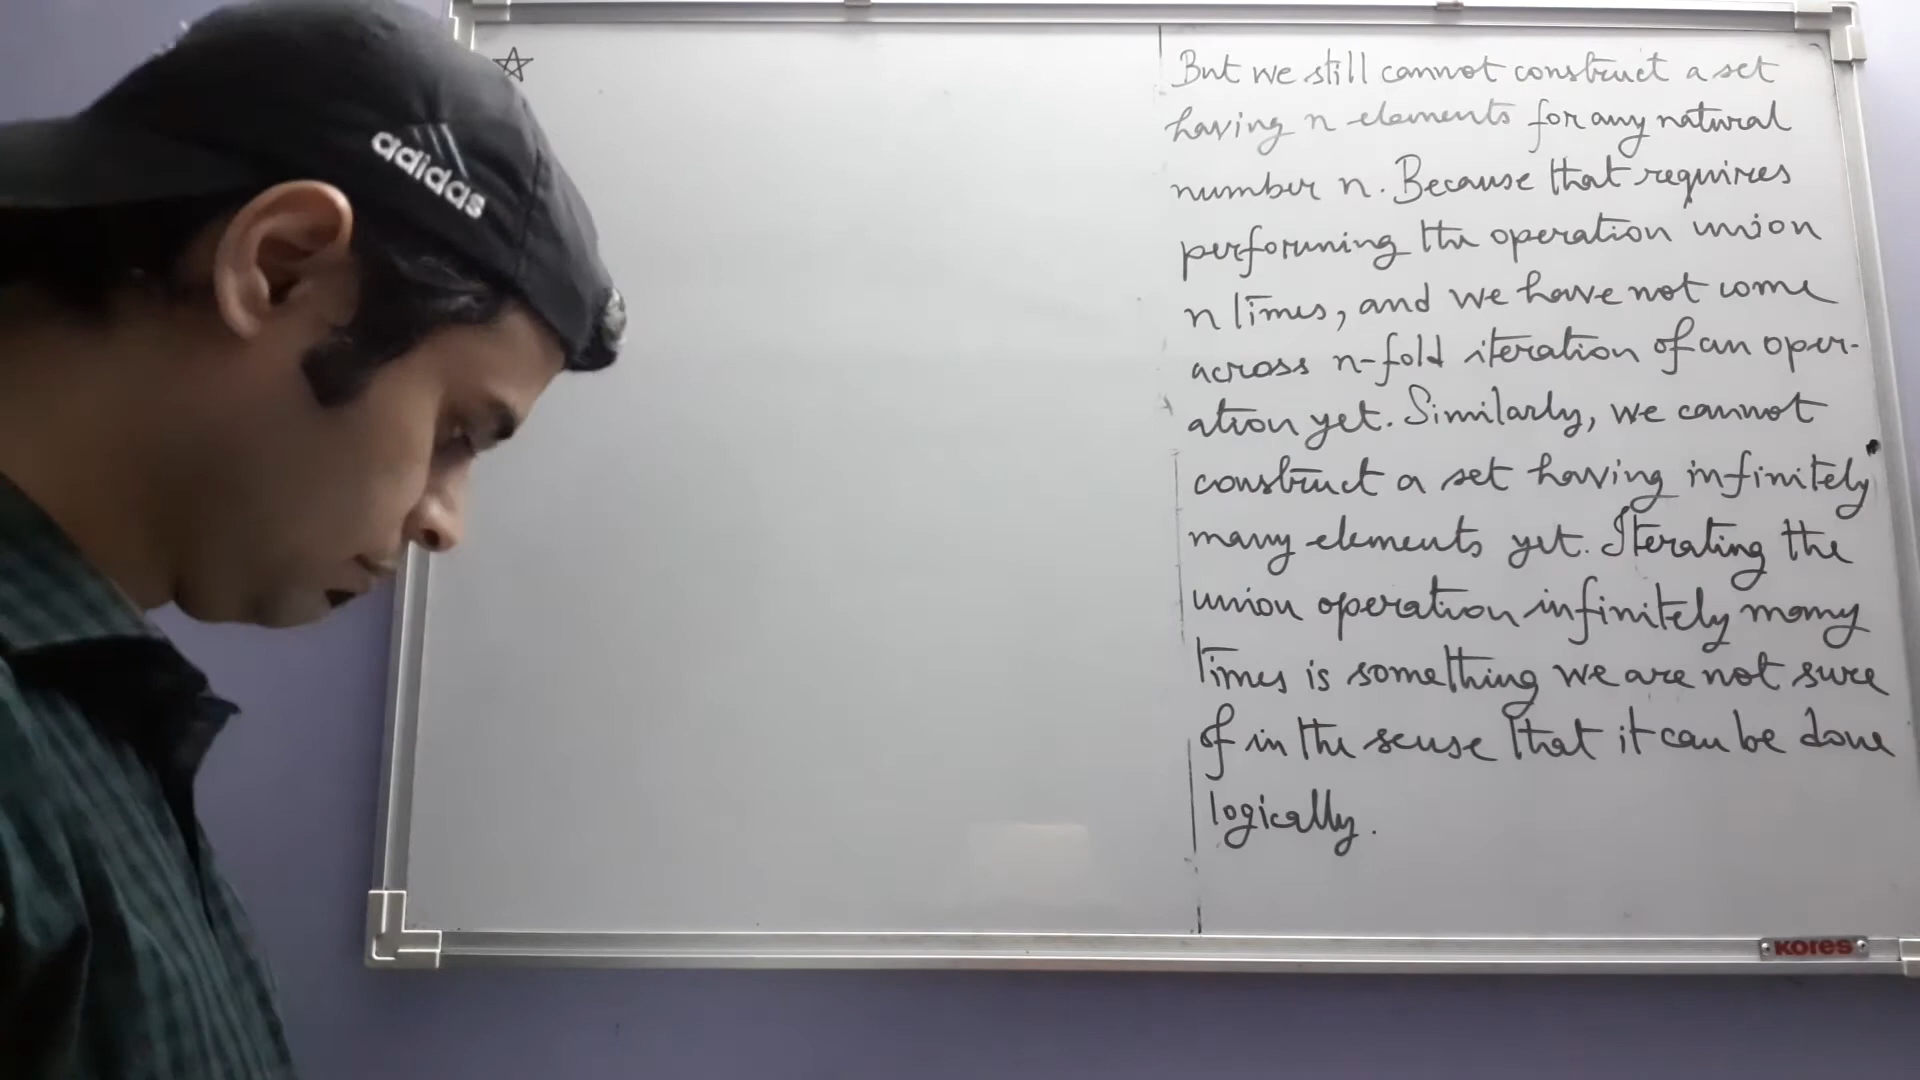 adidas
But we still cannot construct a set
having n elements for any natural
number n. Because that requires
performing the operation union
n times, and we have not come
across n-fold iteration of an oper-
ation yet. Similarly, we cannot
construct a set having infinitely
many elements yet. Iterating the
union operation infinitely many
times is something we are not sure
of in the sense that it can be done
logically.
KORES